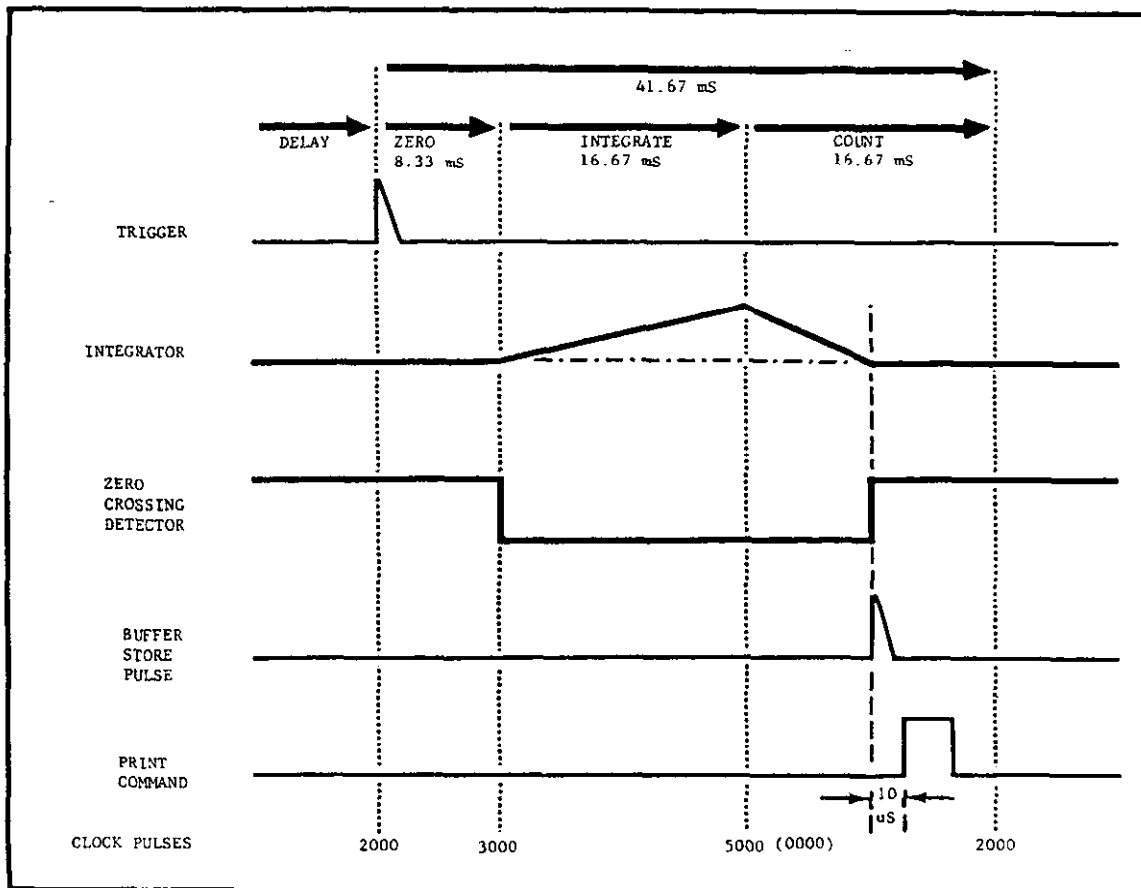 41.67 mS
DELAY ZERO INTEGRATE COUNT
8.33 mS 16.67 mS 16.67 mS
TRIGGER
INTEGRATOR
ZERO
CROSSING
DETECTOR
BUFFER
STORE
PULSE
PRINT
COMMAND
10
uS
CLOCK PULSES 2000 3000 5000 (0000) 2000